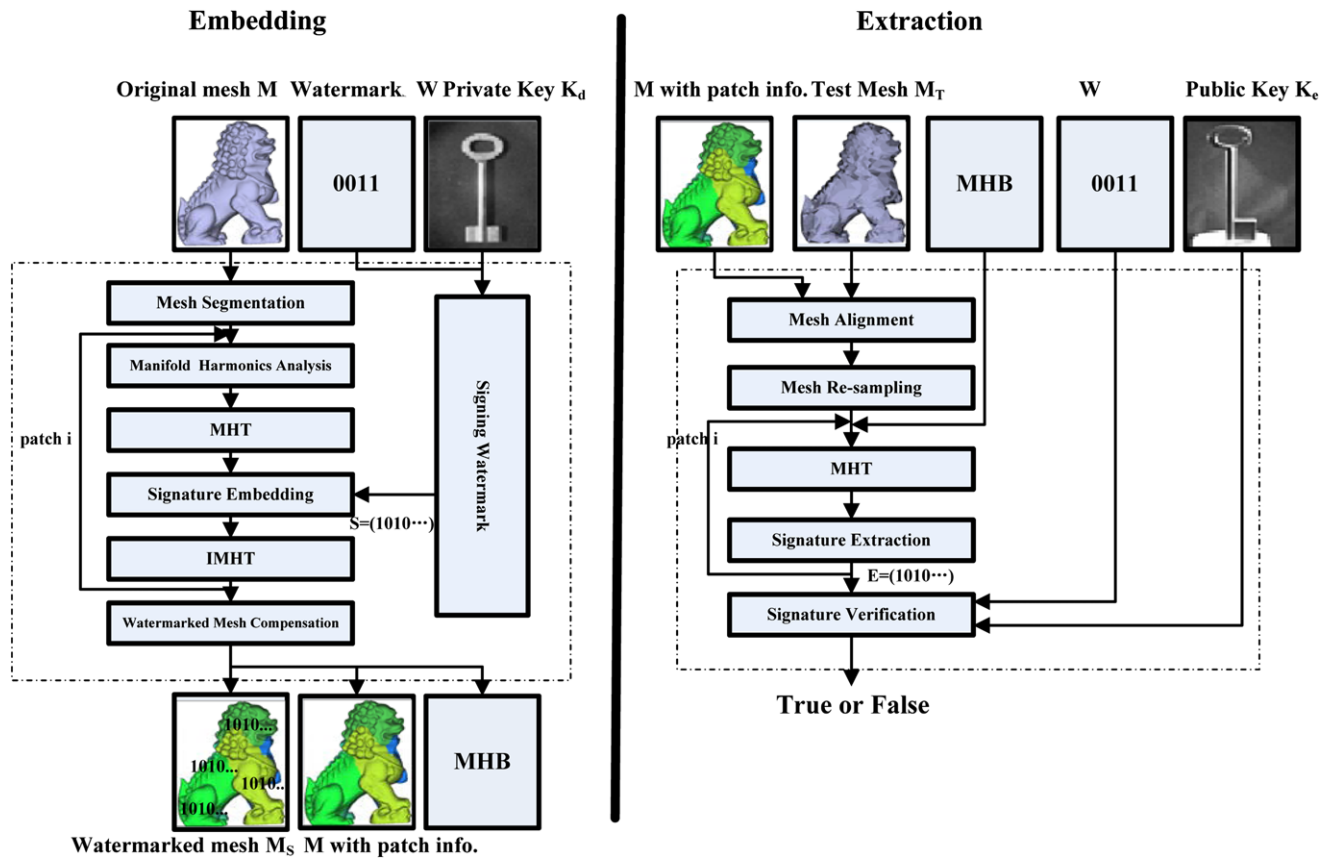 Embedding
Original mesh M Watermark W Private Key Kd
0011
Mesh Segmentation
Manifold Harmonics Analysis
MHT
patch i
Signature Embedding
S=(1010···)
IMHT
Watermarked Mesh Compensation
Signing Watermark
1010...
1010...
1010..
1010...
MHB
Watermarked mesh MS M with patch info.
Extraction
M with patch info. Test Mesh MT W Public Key Ke
MHB
0011
Mesh Alignment
Mesh Re-sampling
patch i
MHT
Signature Extraction
E=(1010···)
Signature Verification
True or False